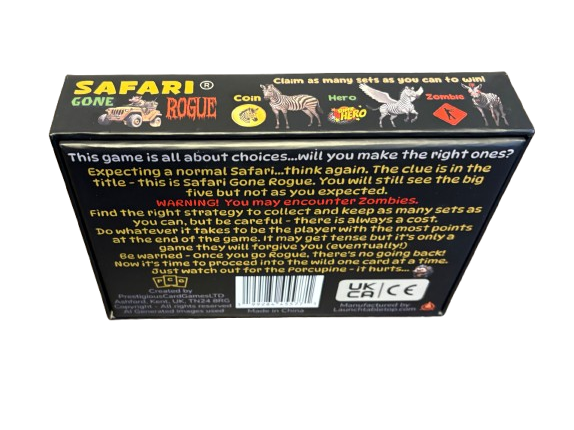 SAFARI ®
GONE ROGUE
Claim as many sets as you can to win!
Coin Hero Zombie
HERO
This game is all about choices...will you make the right ones?
Expecting a normal Safari...think again. The clue is in the
title - this is Safari Gone Rogue. You will still see the big
five but not as you expected.
WARNING! You may encounter Zombies.
Find the right strategy to collect and keep as many sets as
you can, but be careful - there is always a cost.
Do whatever it takes to be the player with the most points
at the end of the game. It may get tense but it's only a
game they will forgive you (eventually!)
Be warned - Once you go Rogue, there's no going back!
Now it's time to proceed into the wild one card at a time.
Just watch out for the Porcupine - it hurts...
PCG
Created by
PrestigiousCardGamesLTD
Ashford, Kent, UK, TN24 8RG
Copyright - All rights reserved
AI Generated images used
Made in China
UK
CA CE
Manufactured by
Launchtabletop.com